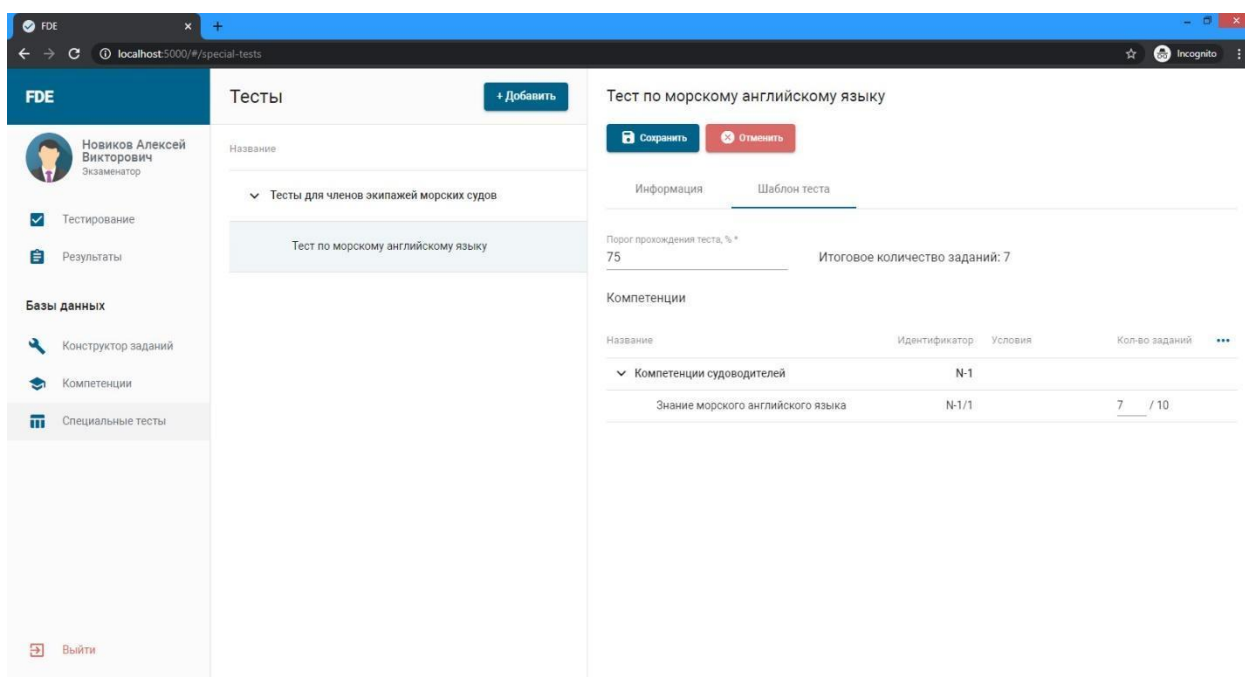 FDE
localhost:5000/#/special-tests
Incognito
FDE
Новиков Алексей
Викторович
Экзаменатор
Тестирование
Результаты
Базы данных
Конструктор заданий
Компетенции
Специальные тесты
Выйти
Тесты
+ Добавить
Название
Тесты для членов экипажей морских судов
Тест по морскому английскому языку
Тест по морскому английскому языку
Сохранить
Отменить
Информация
Шаблон теста
Порог прохождения теста, % *
75
Итоговое количество заданий: 7
Компетенции
Название Идентификатор Условия Кол-во заданий
Компетенции судоводителей N-1
Знание морского английского языка N-1/1 7 / 10